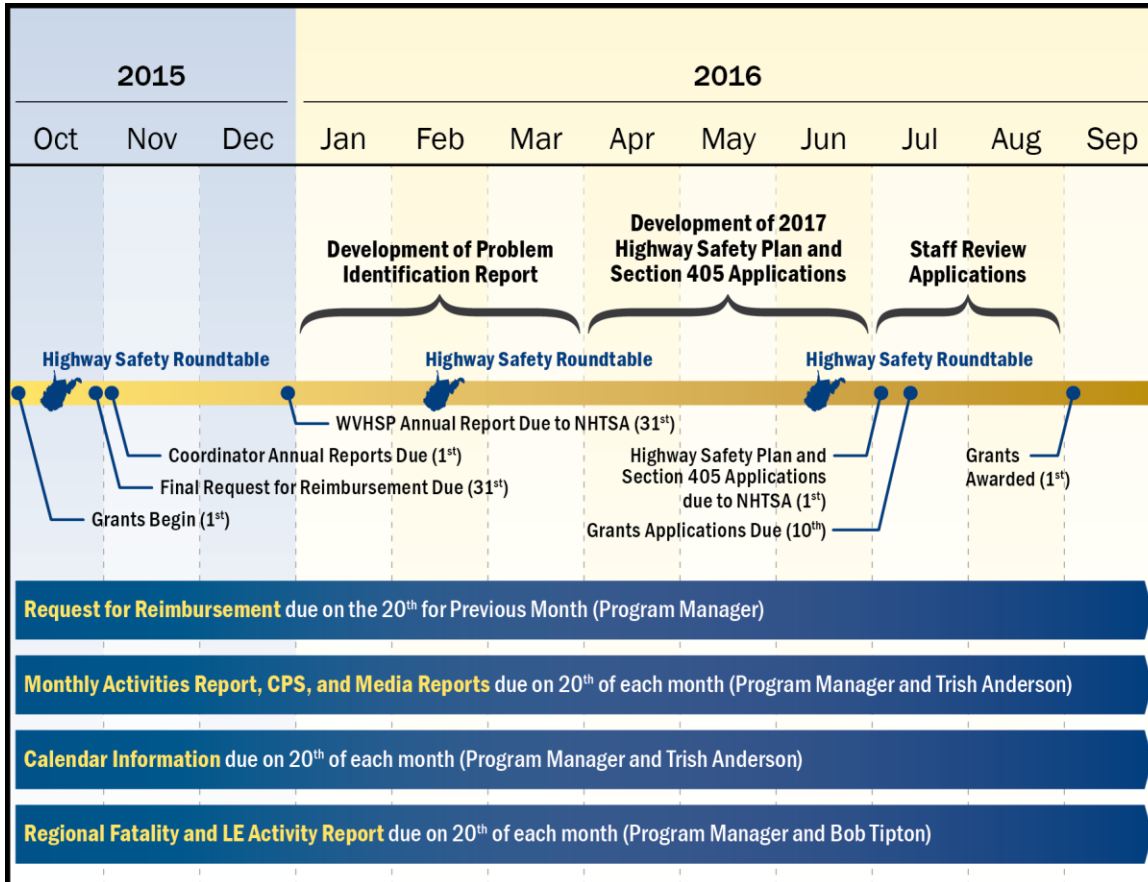 2015
2016
Oct Nov Dec Jan Feb Mar Apr May Jun Jul Aug Sep
Development of Problem
Identification Report
Development of 2017
Highway Safety Plan and
Section 405 Applications
Staff Review
Applications
Highway Safety Roundtable
Highway Safety Roundtable
Highway Safety Roundtable
WVHSP Annual Report Due to NHTSA (31st)
Coordinator Annual Reports Due (1st)
Final Request for Reimbursement Due (31st)
Grants Begin (1st)
Highway Safety Plan and
Section 405 Applications
due to NHTSA (1st)
Grants Applications Due (10th)
Grants
Awarded (1st)
Request for Reimbursement due on the 20th for Previous Month (Program Manager)
Monthly Activities Report, CPS, and Media Reports due on 20th of each month (Program Manager and Trish Anderson)
Calendar Information due on 20th of each month (Program Manager and Trish Anderson)
Regional Fatality and LE Activity Report due on 20th of each month (Program Manager and Bob Tipton)